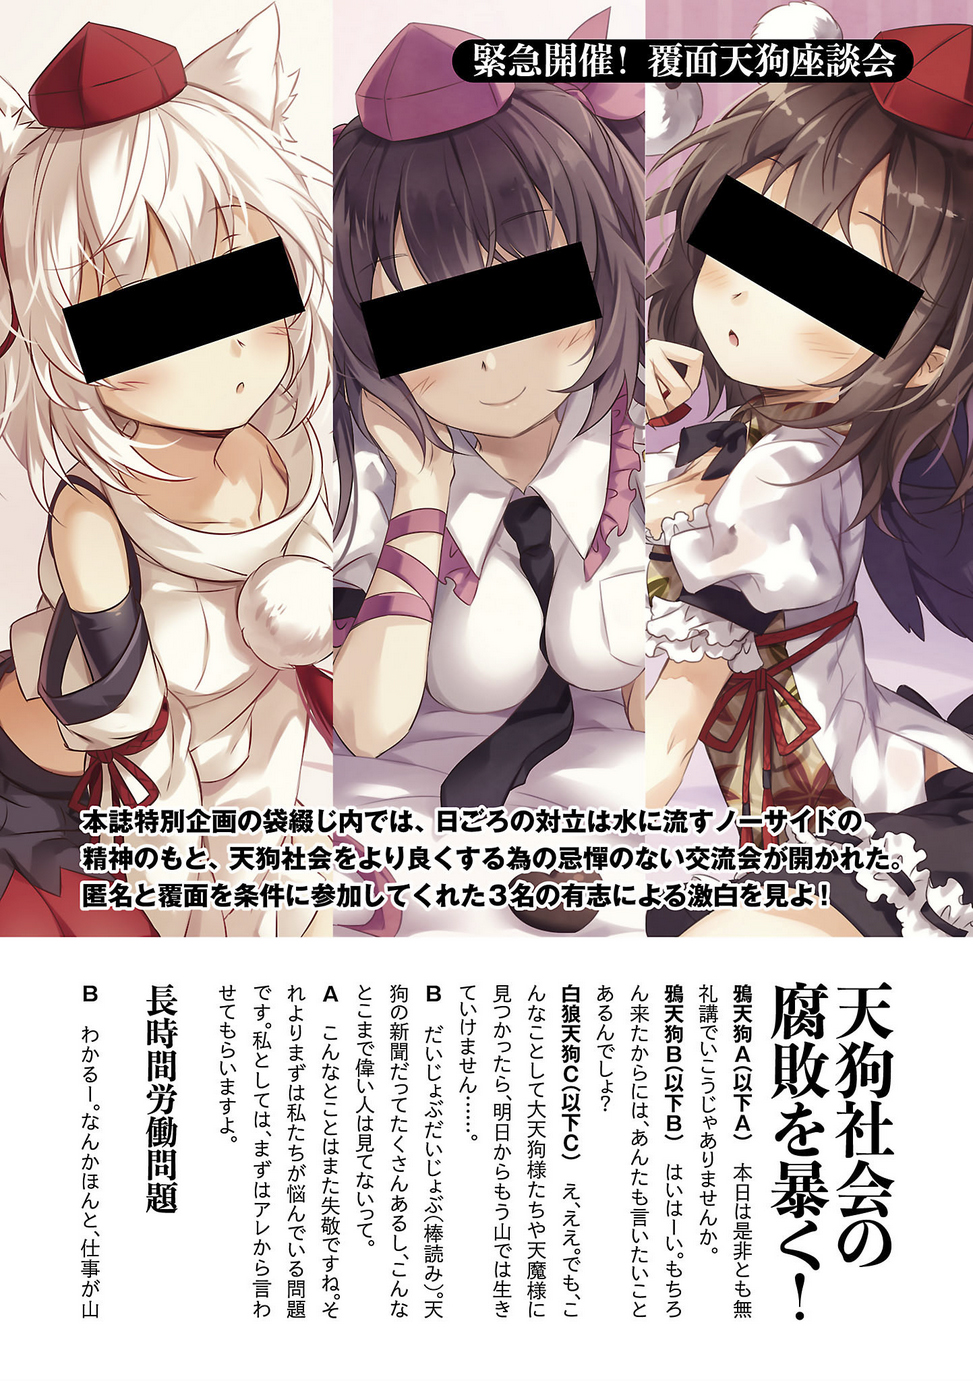 緊急開催！ 覆面天狗座談会
本誌特別企画の袋綴じ内では、日ごろの対立は水に流すノーサイドの
精神のもと、天狗社会をより良くする為の忌憚のない交流会が開かれた。
匿名と覆面を条件に参加してくれた３名の有志による激白を見よ！
天狗社会の
腐敗を暴く！
鴉天狗Ａ（以下Ａ）　本日は是非とも無
礼講でいこうじゃありませんか。
鴉天狗Ｂ（以下Ｂ）　はいはーい。もちろ
ん来たからには、あんたも言いたいこと
あるんでしょ？
白狼天狗Ｃ（以下Ｃ）　え、ええ。でも、こ
んなことして大天狗様たちや天魔様に
見つかったら、明日からもう山では生き
ていけません……。
Ｂ　だいじょぶだいじょぶ（棒読み）。天
狗の新聞だってたくさんあるし、こんな
とこまで偉い人は見てないって。
Ａ　こんなとことはまた失敬ですね。そ
れよりまずは私たちが悩んでいる問題
です。私としては、まずはアレから言わ
せてもらいますよ。
長時間労働問題
Ｂ　わかるー。なんかほんと、仕事が山